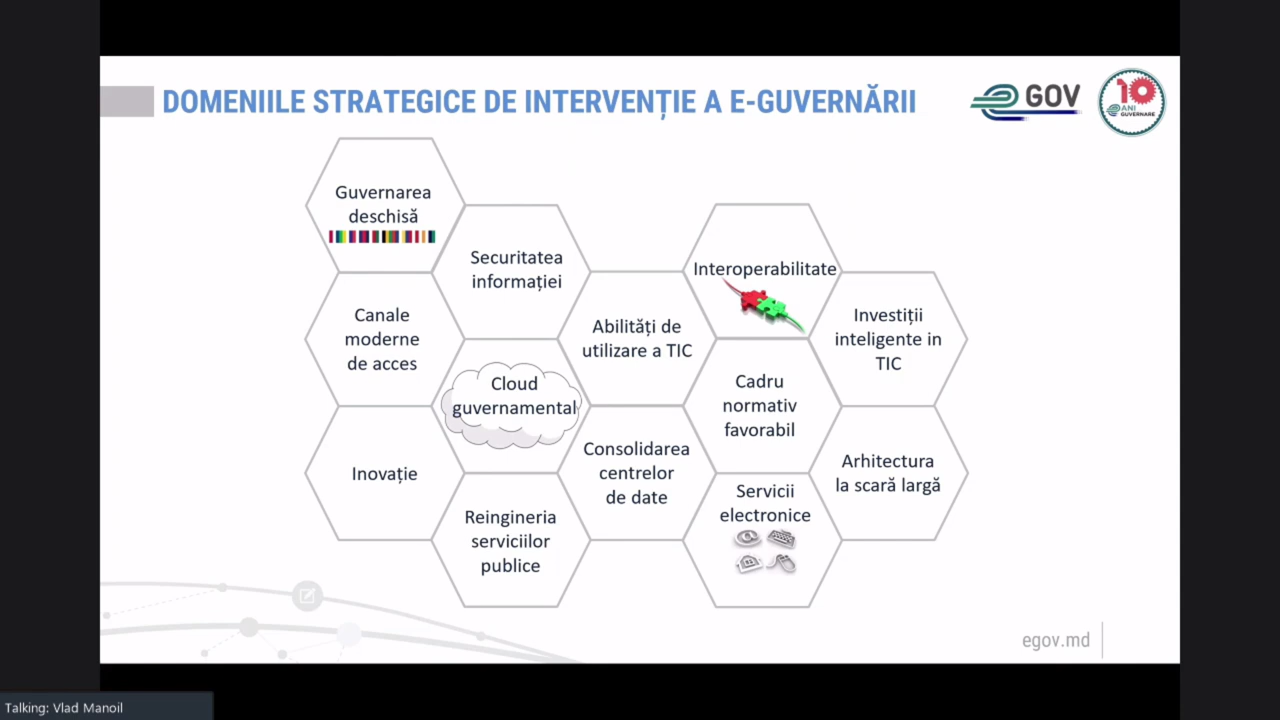 DOMENIILE STRATEGICE DE INTERVENȚIE A E-GUVERNĂRII
GOV
10
ANI
GUVERNARE
Guvernarea
deschisă
Securitatea
informației
Interoperabilitate
Canale
moderne
de acces
Abilități de
utilizare a TIC
Investiții
inteligente in
TIC
Cloud
guvernamental
Cadru
normativ
favorabil
Inovație
Consolidarea
centrelor
de date
Arhitectura
la scară largă
Reingineria
serviciilor
publice
Servicii
electronice
egov.md
Talking: Vlad Manoil